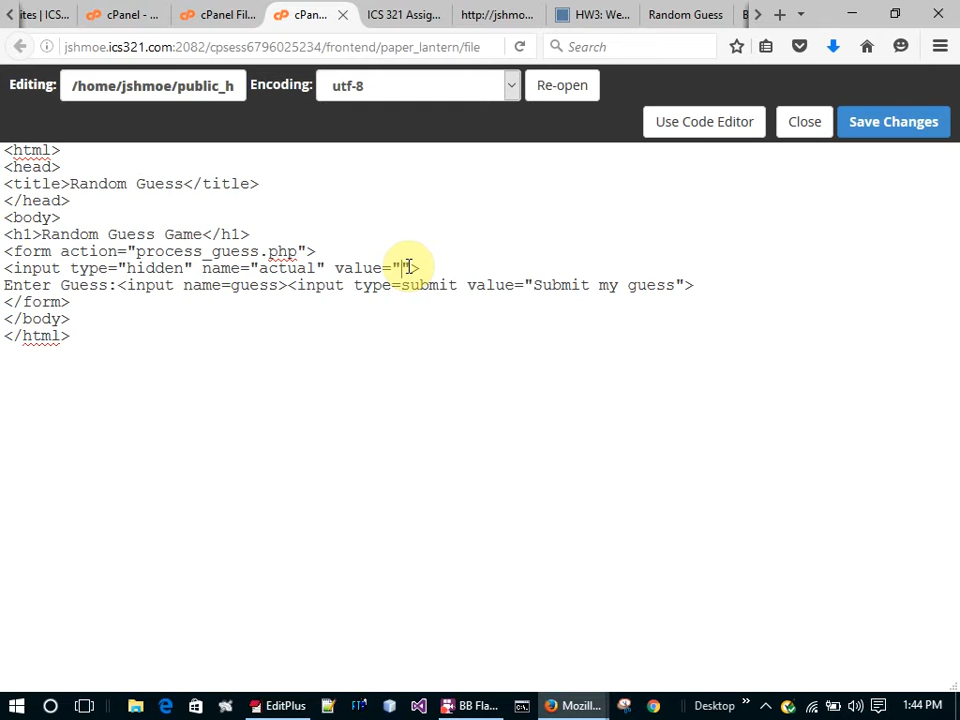 ites | ICS...
cPanel - ...
cPanel Fil...
cPan...
ICS 321 Assig...
http://jshmo...
HW3: We...
Random Guess
jshmoe.ics321.com:2082/cpsess6796025234/frontend/paper_lantern/file
Search
Editing:
/home/jshmoe/public_h
Encoding:
utf-8
Re-open
Use Code Editor
Close
Save Changes
<html>
<head>
<title>Random Guess</title>
</head>
<body>
<h1>Random Guess Game</h1>
<form action="process_guess.php">
<input type="hidden" name="actual" value="">
Enter Guess:<input name=guess><input type=submit value="Submit my guess">
</form>
</body>
</html>
EditPlus
BB Fla...
Mozill...
Desktop
1:44 PM